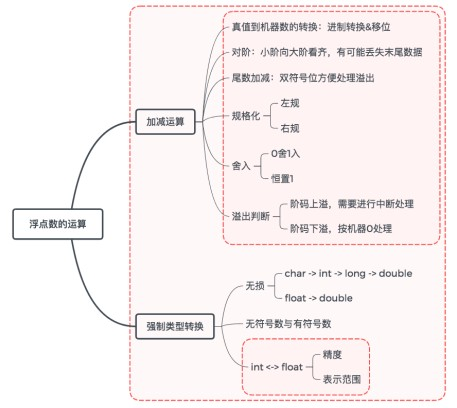 浮点数的运算
加减运算
真值到机器数的转换：进制转换&移位
对阶：小阶向大阶看齐，有可能丢失末尾数据
尾数加减：双符号位方便处理溢出
规格化
左规
右规
舍入
0舍1入
恒置1
溢出判断
阶码上溢，需要进行中断处理
阶码下溢，按机器0处理
强制类型转换
无损
char -> int -> long -> double
float -> double
无符号数与有符号数
int <-> float
精度
表示范围